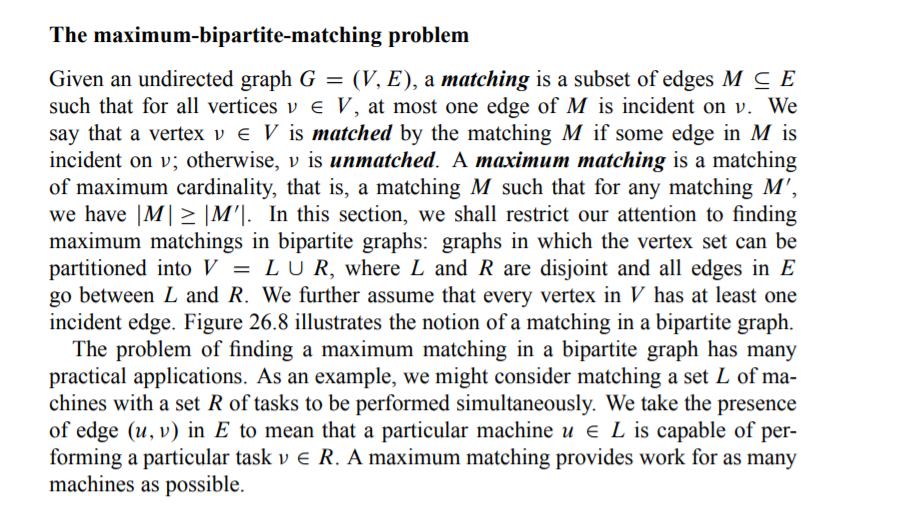 The maximum-bipartite-matching problem
Given an undirected graph G = (V, E), a matching is a subset of edges M ⊆ E
such that for all vertices ν ∈ V, at most one edge of M is incident on ν. We
say that a vertex ν ∈ V is matched by the matching M if some edge in M is
incident on ν; otherwise, ν is unmatched. A maximum matching is a matching
of maximum cardinality, that is, a matching M such that for any matching M′,
we have |M| ≥ |M′|. In this section, we shall restrict our attention to finding
maximum matchings in bipartite graphs: graphs in which the vertex set can be
partitioned into V = L ∪ R, where L and R are disjoint and all edges in E
go between L and R. We further assume that every vertex in V has at least one
incident edge. Figure 26.8 illustrates the notion of a matching in a bipartite graph.
The problem of finding a maximum matching in a bipartite graph has many
practical applications. As an example, we might consider matching a set L of ma-
chines with a set R of tasks to be performed simultaneously. We take the presence
of edge (u, ν) in E to mean that a particular machine u ∈ L is capable of per-
forming a particular task ν ∈ R. A maximum matching provides work for as many
machines as possible.